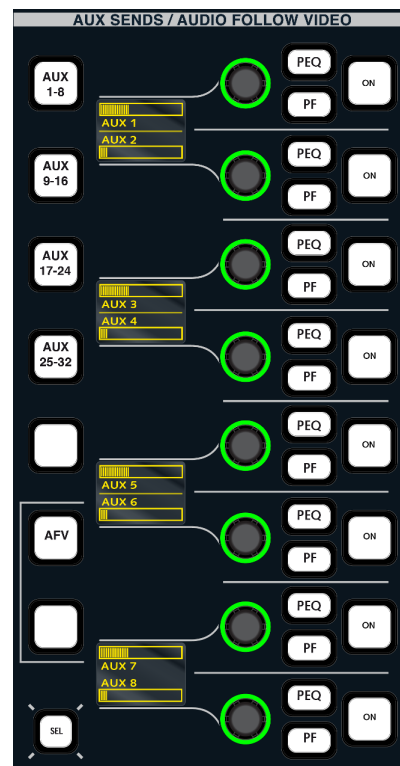 AUX SENDS / AUDIO FOLLOW VIDEO
AUX
1-8
PEQ
PF
ON
AUX 1
AUX 2
AUX
9-16
PEQ
PF
ON
AUX
17-24
PEQ
PF
ON
AUX 3
AUX 4
AUX
25-32
PEQ
PF
ON
PEQ
PF
ON
AUX 5
AUX 6
AFV
PEQ
PF
ON
PEQ
PF
ON
AUX 7
AUX 8
SEL
PEQ
PF
ON